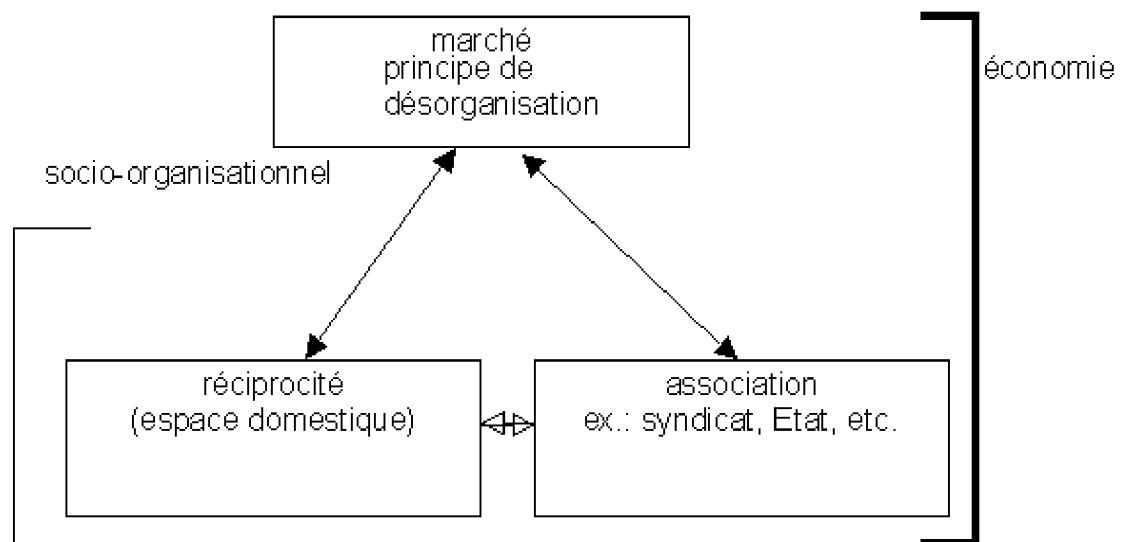 marché
principe de
désorganisation
économie
socio-organisationnel
réciprocité
(espace domestique)
association
ex.: syndicat, Etat, etc.